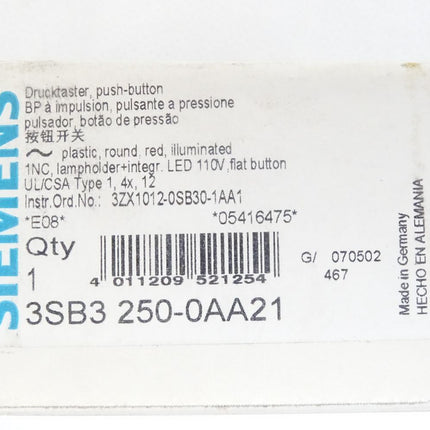 SIEMENS
Drucktaster, push-button
BP à impulsion, pulsante a pressione
pulsador, botão de pressão
按钮开关
~ plastic, round, red, illuminated
1NC, lampholder+integr. LED 110V,flat button
UL/CSA Type 1, 4x, 12
Instr.Ord.No.: 3ZX1012-0SB30-1AA1
*E08* *05416475*
Qty
1
4 011209 521254
G/ 070502
467
Made in Germany
HECHO EN ALEMANIA
3SB3 250-0AA21